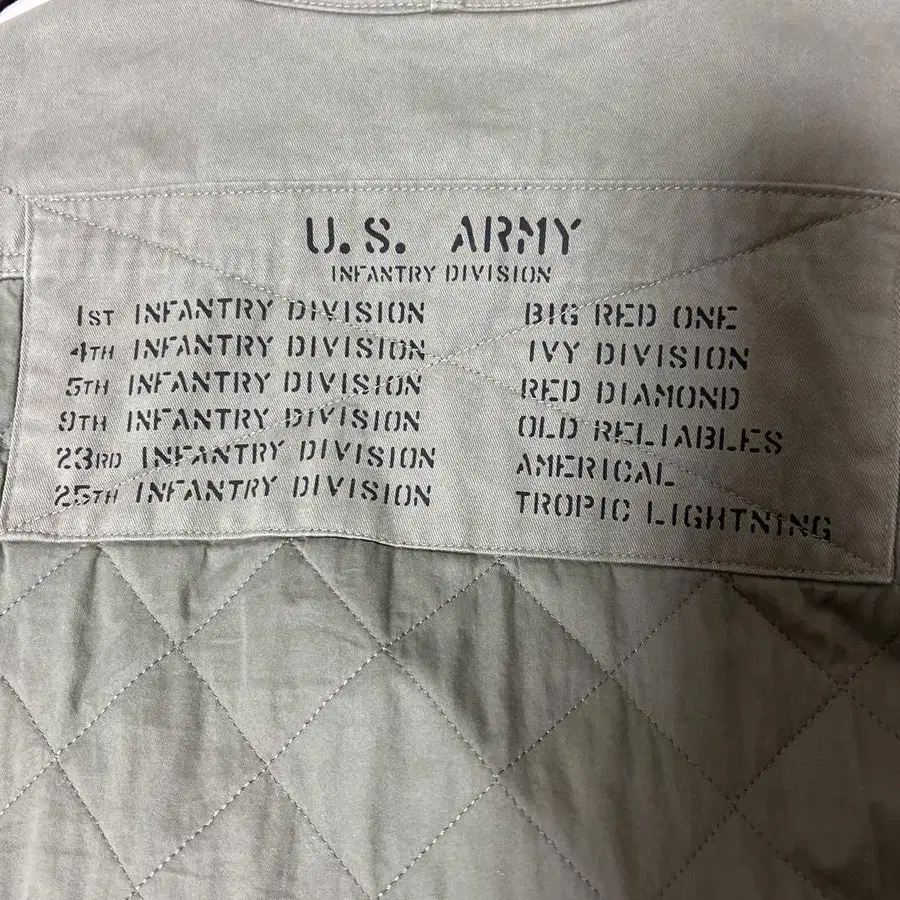 U.S. ARMY
INFANTRY DIVISION
1ST INFANTRY DIVISION BIG RED ONE
4TH INFANTRY DIVISION IVY DIVISION
5TH INFANTRY DIVISION RED DIAMOND
9TH INFANTRY DIVISION OLD RELIABLES
23RD INFANTRY DIVISION AMERICAL
25TH INFANTRY DIVISION TROPIC LIGHTNING